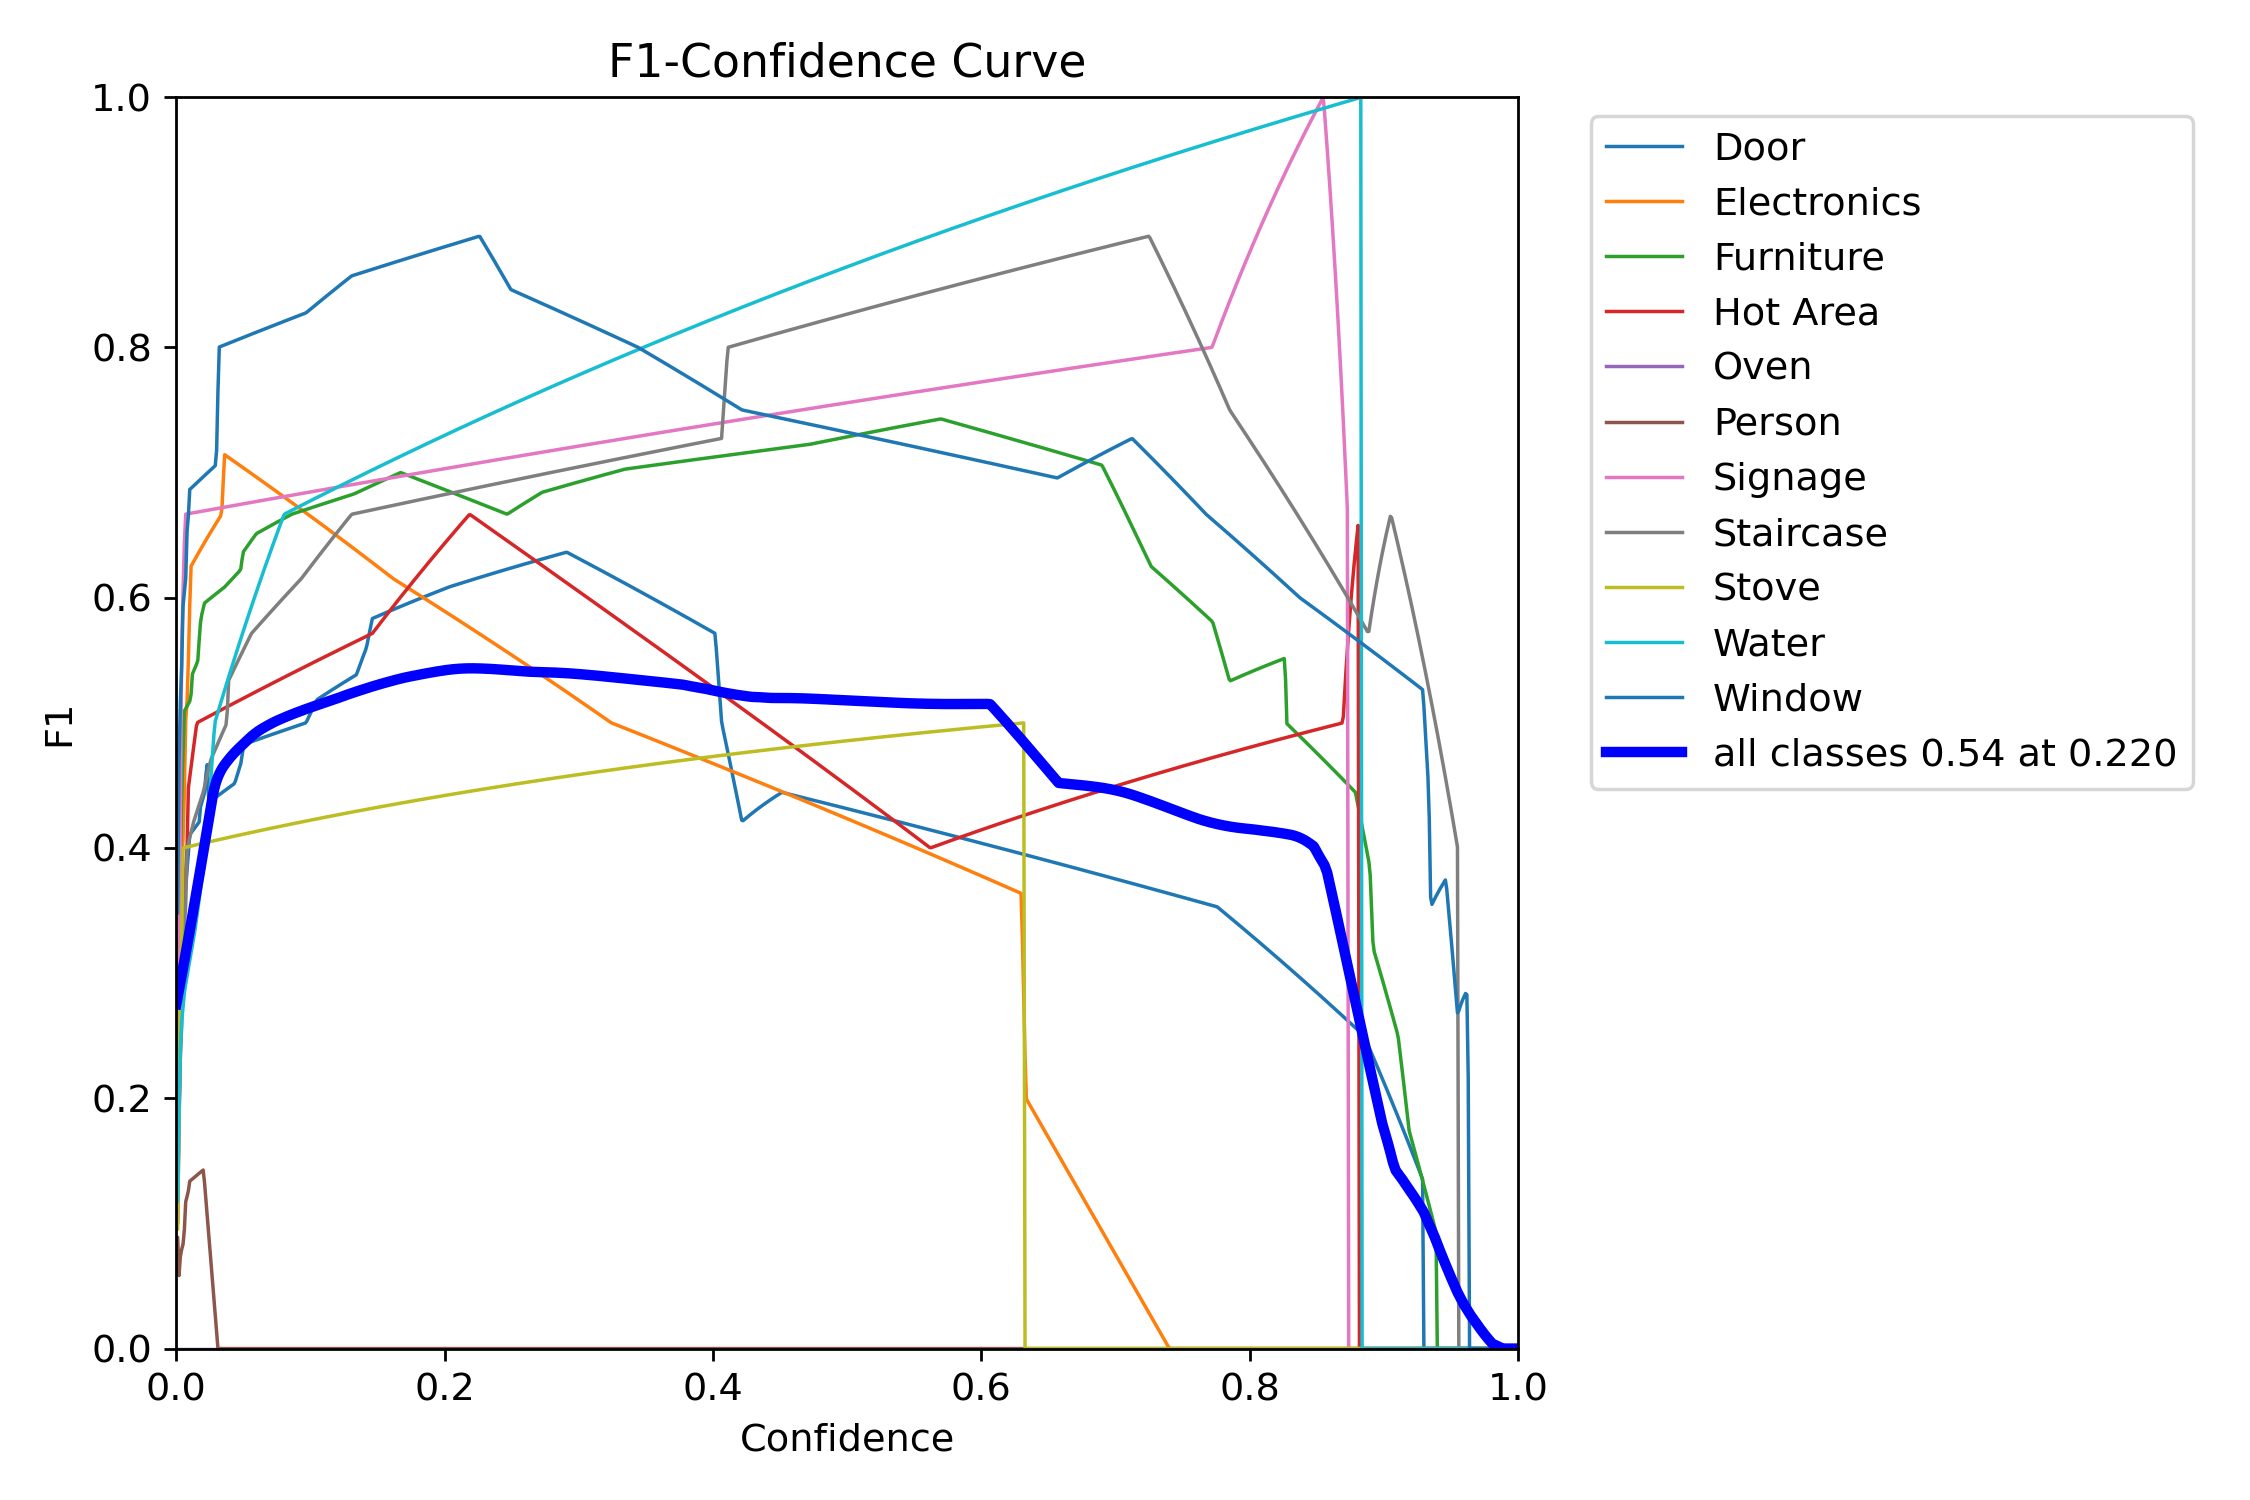 F1-Confidence Curve
1.0
0.8
0.6
0.4
0.2
0.0
F1
0.0 0.2 0.4 0.6 0.8 1.0
Confidence
Door
Electronics
Furniture
Hot Area
Oven
Person
Signage
Staircase
Stove
Water
Window
all classes 0.54 at 0.220